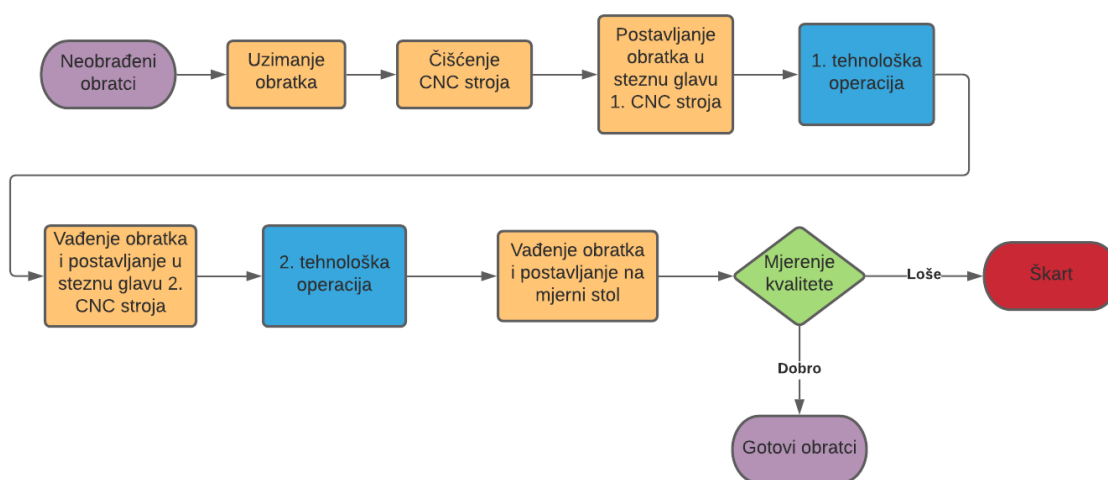 Neobrađeni
obratci
Uzimanje
obratka
Čišćenje
CNC stroja
Postavljanje
obratka u
steznu glavu
1. CNC stroja
1. tehnološka
operacija
Vađenje obratka
i postavljanje u
steznu glavu 2.
CNC stroja
2. tehnološka
operacija
Vađenje obratka
i postavljanje na
mjerni stol
Mjerenje
kvalitete
Loše
Škart
Dobro
Gotovi obratci